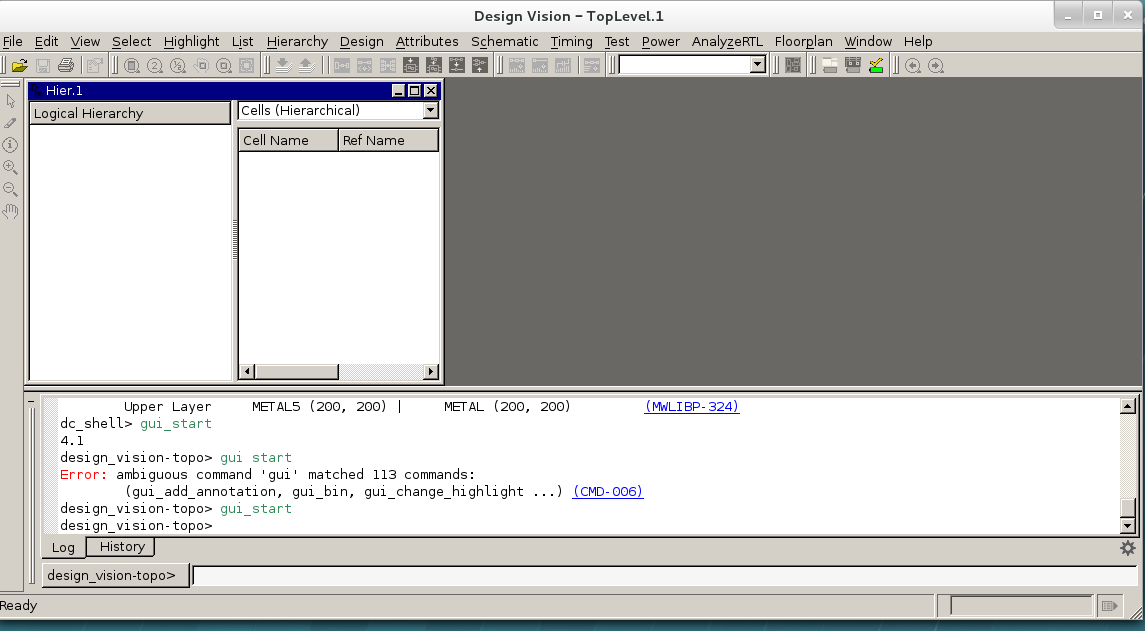 Design Vision – TopLevel.1
File Edit View Select Highlight List Hierarchy Design Attributes Schematic Timing Test Power AnalyzeRTL Floorplan Window Help
Hier.1
Logical Hierarchy
Cells (Hierarchical)
Cell Name Ref Name
Upper Layer METAL5 (200, 200) | METAL (200, 200) (MWLIBP-324)
dc_shell> gui_start
4.1
design_vision-topo> gui start
Error: ambiguous command 'gui' matched 113 commands:
(gui_add_annotation, gui_bin, gui_change_highlight ...) (CMD-006)
design_vision-topo> gui_start
design_vision-topo>
Log History
design_vision-topo>
Ready